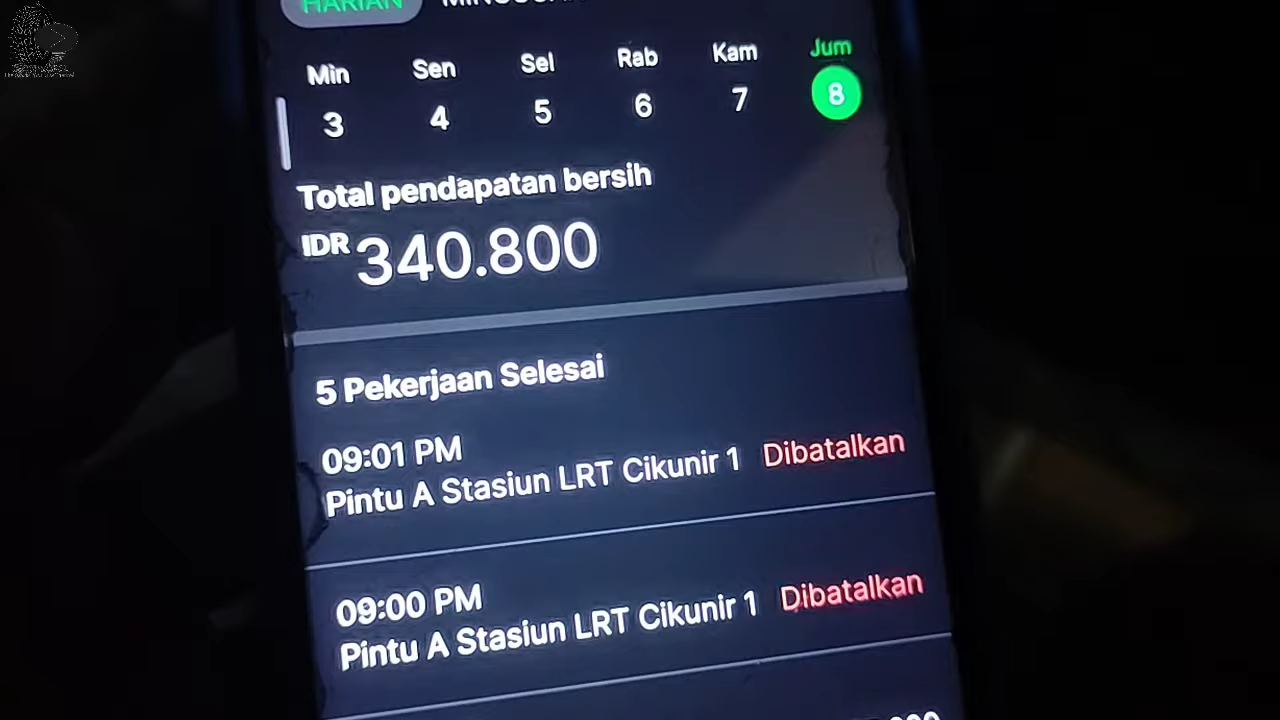 HARIAN MINGGUAN
Min Sen Sel Rab Kam Jum
3 4 5 6 7 8
Total pendapatan bersih
IDR 340.800
5 Pekerjaan Selesai
09:01 PM
Pintu A Stasiun LRT Cikunir 1 Dibatalkan
09:00 PM
Pintu A Stasiun LRT Cikunir 1 Dibatalkan